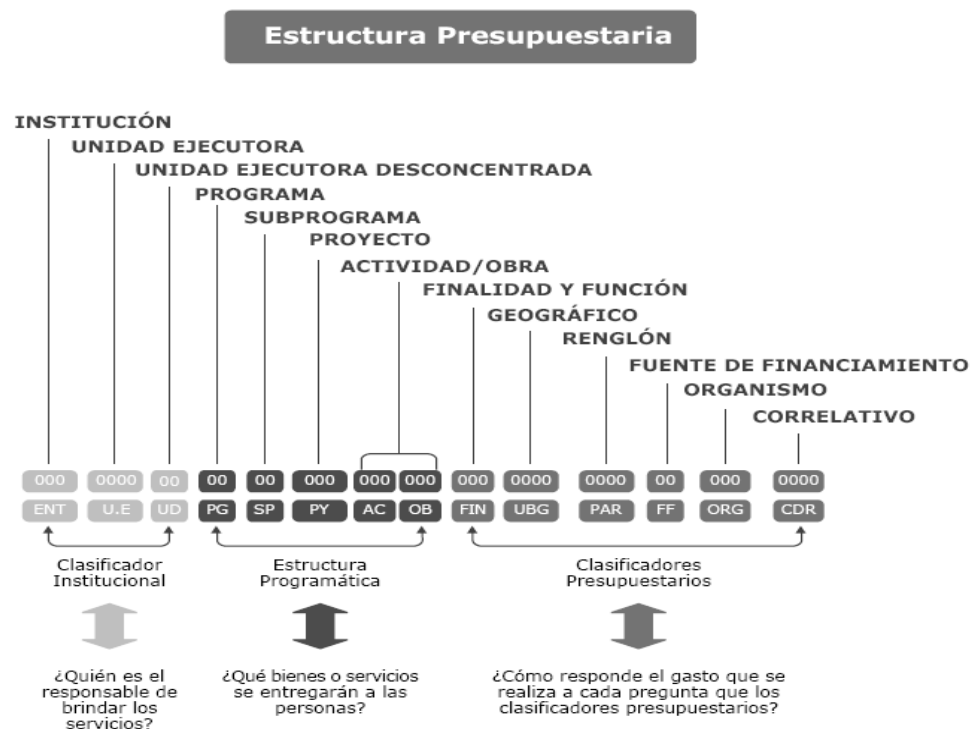 Estructura Presupuestaria
INSTITUCIÓN
UNIDAD EJECUTORA
UNIDAD EJECUTORA DESCONCENTRADA
PROGRAMA
SUBPROGRAMA
PROYECTO
ACTIVIDAD/OBRA
FINALIDAD Y FUNCIÓN
GEOGRÁFICO
RENGLÓN
FUENTE DE FINANCIAMIENTO
ORGANISMO
CORRELATIVO
000 0000 00 00 00 000 000 000 000 0000 0000 00 000 0000
ENT U.E UD PG SP PY AC OB FIN UBG PAR FF ORG CDR
Clasificador
Institucional
Estructura
Programática
Clasificadores
Presupuestarios
¿Quién es el
responsable de
brindar los
servicios?
¿Qué bienes o servicios
se entregarán a las
personas?
¿Cómo responde el gasto que se
realiza a cada pregunta que los
clasificadores presupuestarios?